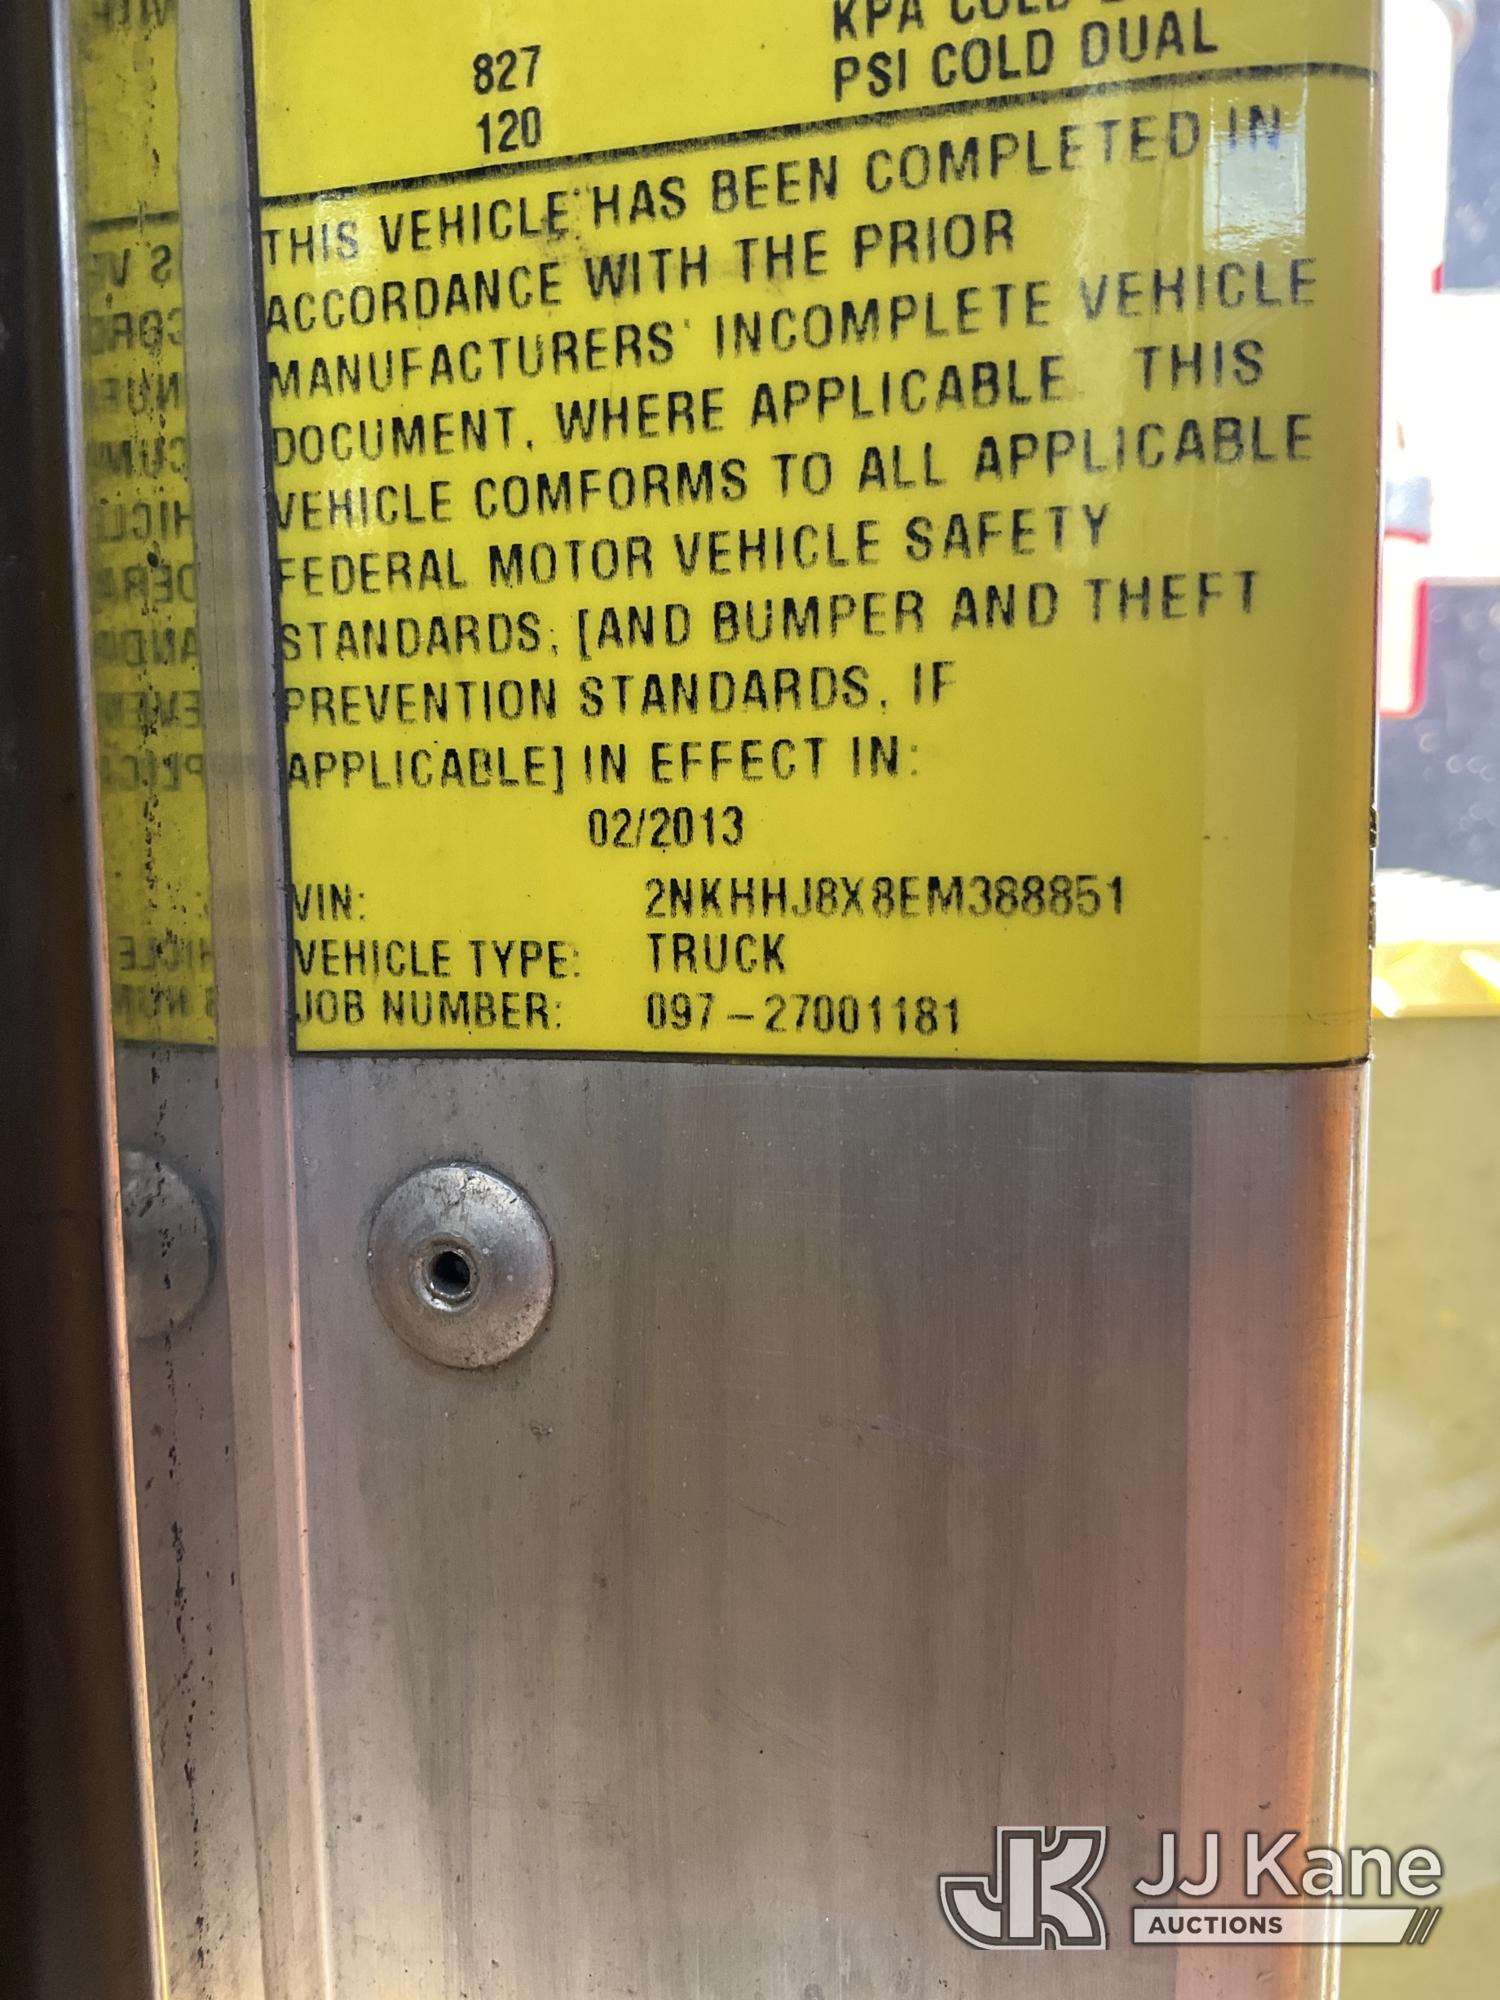 827 KPA COLD
120 PSI COLD DUAL
THIS VEHICLE HAS BEEN COMPLETED IN
ACCORDANCE WITH THE PRIOR
MANUFACTURERS' INCOMPLETE VEHICLE
DOCUMENT, WHERE APPLICABLE. THIS
VEHICLE COMFORMS TO ALL APPLICABLE
FEDERAL MOTOR VEHICLE SAFETY
STANDARDS, [AND BUMPER AND THEFT
PREVENTION STANDARDS, IF
APPLICABLE] IN EFFECT IN:
02/2013
VIN: 2NKHHJ8X8EM388851
VEHICLE TYPE: TRUCK
JOB NUMBER: 097-27001181
JK JJ Kane
AUCTIONS